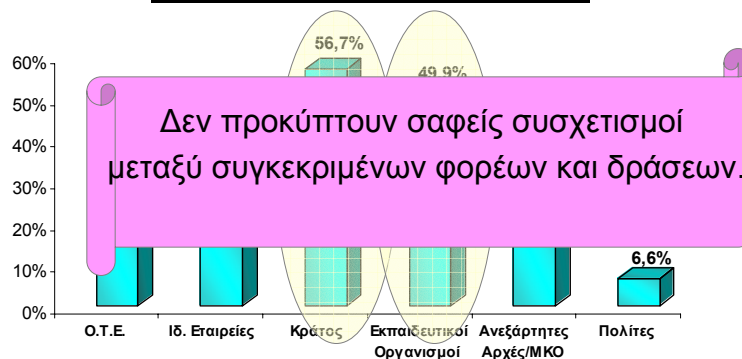 56,7%
49,9%
60%
50%
40%
30%
20%
10%
0%
Δεν προκύπτουν σαφείς συσχετισμοί
μεταξύ συγκεκριμένων φορέων και δράσεων.
6,6%
Ο.Τ.Ε. Ιδ. Εταιρείες Κράτος Εκπαιδευτικοί Ανεξάρτητες Πολίτες
Οργανισμοί Αρχές/ΜΚΟ